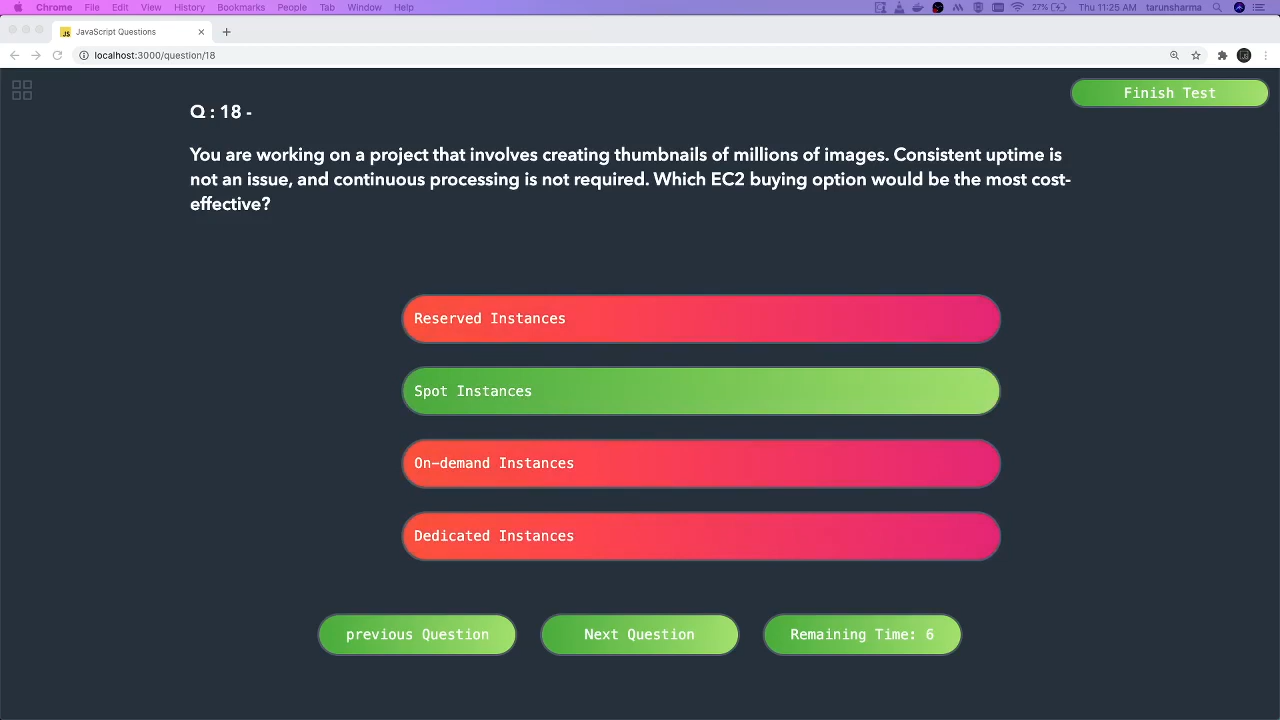 Chrome File Edit View History Bookmarks People Tab Window Help 27% Thu 11:25 AM tarunsharma
JS JavaScript Questions
localhost:3000/question/18
Finish Test
Q : 18 -
You are working on a project that involves creating thumbnails of millions of images. Consistent uptime is
not an issue, and continuous processing is not required. Which EC2 buying option would be the most cost-
effective?
Reserved Instances
Spot Instances
On-demand Instances
Dedicated Instances
previous Question
Next Question
Remaining Time: 6